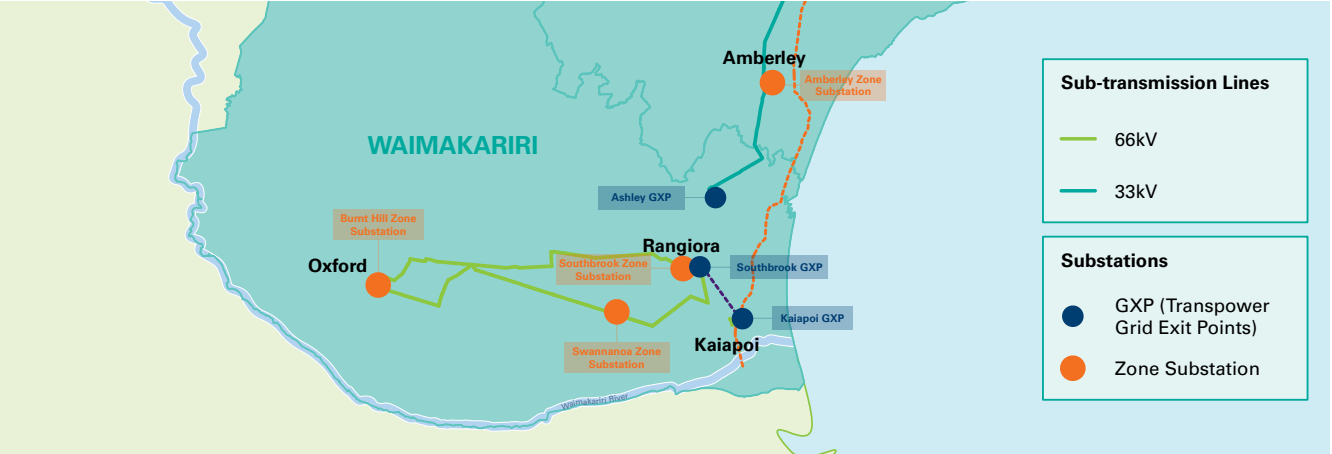 Amberley
Amberley Zone
Substation
WAIMAKARIRI
Ashley GXP
Burnt Hill Zone
Substation
Oxford
Rangiora
Southbrook Zone
Substation
Southbrook GXP
Kaiapoi GXP
Kaiapoi
Swannanoa Zone
Substation
Waimakariri River
Sub-transmission Lines
66kV
33kV
Substations
GXP (Transpower
Grid Exit Points)
Zone Substation